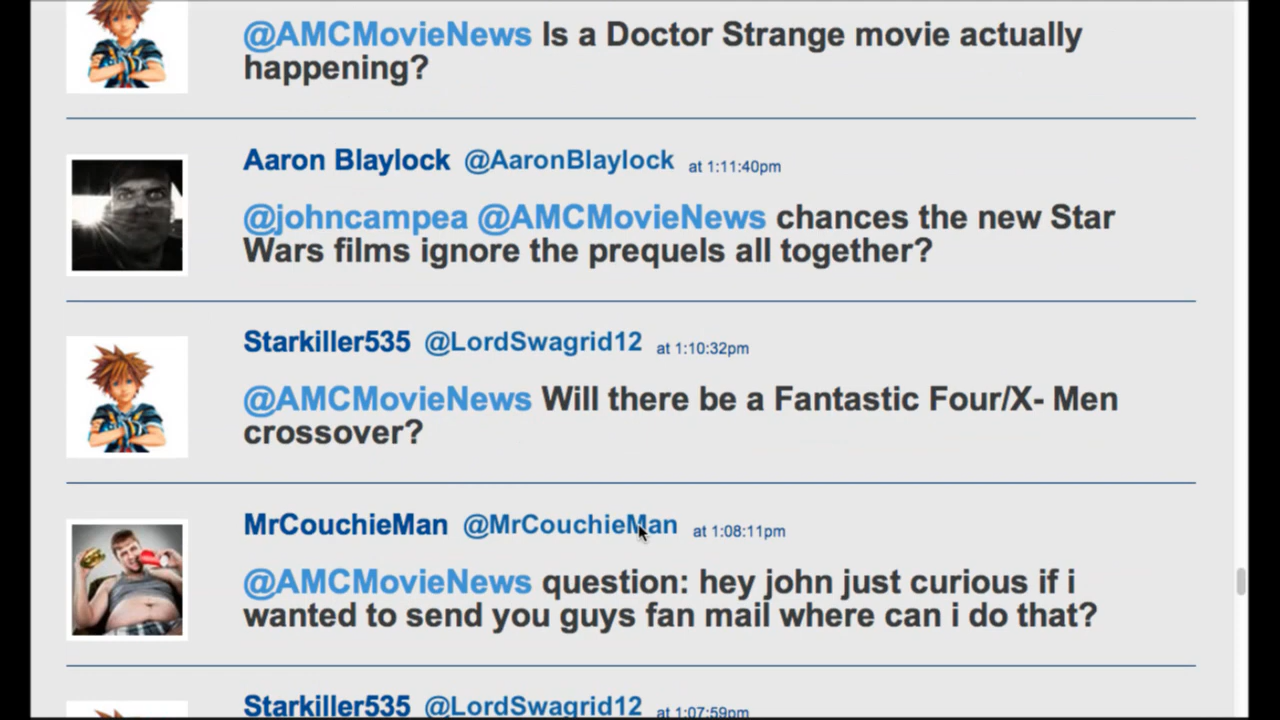 @AMCMovieNews Is a Doctor Strange movie actually
happening?
Aaron Blaylock @AaronBlaylock at 1:11:40pm
@johncampea @AMCMovieNews chances the new Star
Wars films ignore the prequels all together?
Starkiller535 @LordSwagrid12 at 1:10:32pm
@AMCMovieNews Will there be a Fantastic Four/X- Men
crossover?
MrCouchieMan @MrCouchieMan at 1:08:11pm
@AMCMovieNews question: hey john just curious if i
wanted to send you guys fan mail where can i do that?
Starkiller535 @LordSwagrid12 at 1:07:59pm